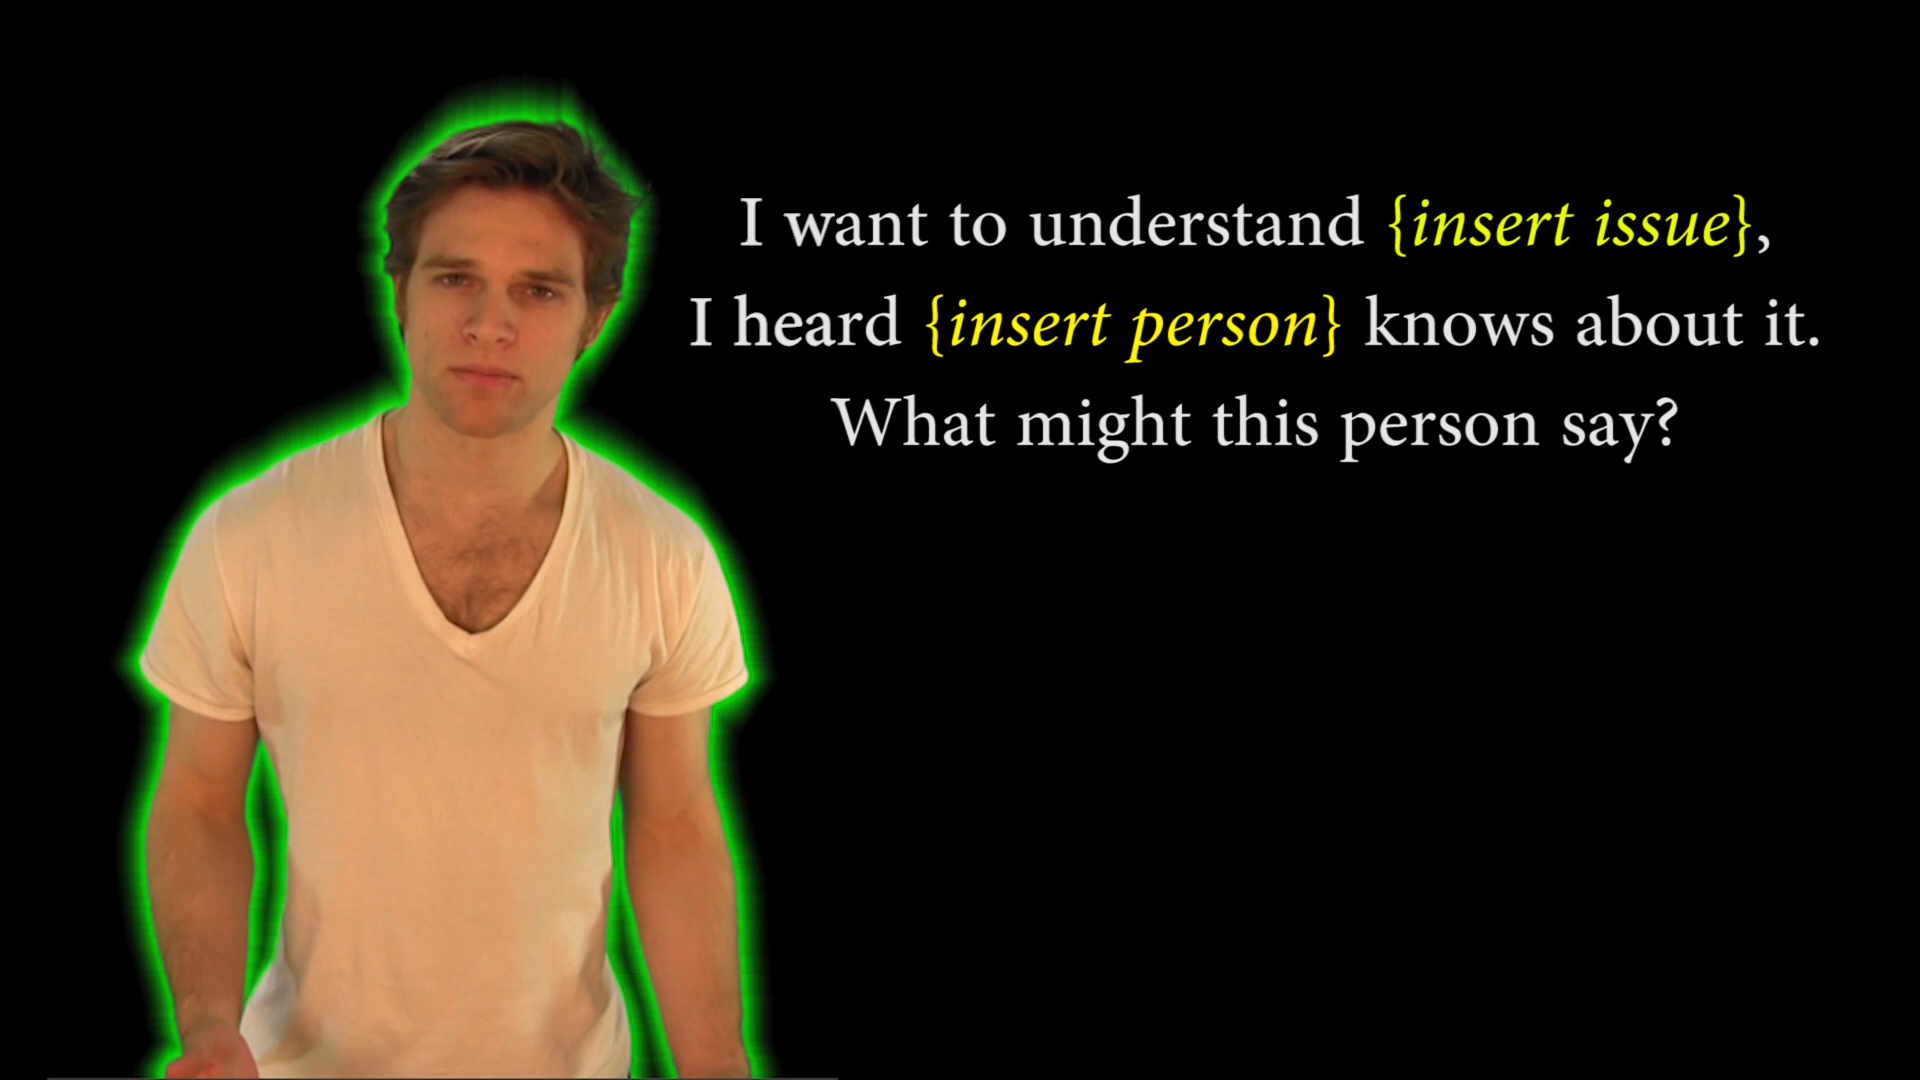 I want to understand {insert issue},
I heard {insert person} knows about it.
What might this person say?